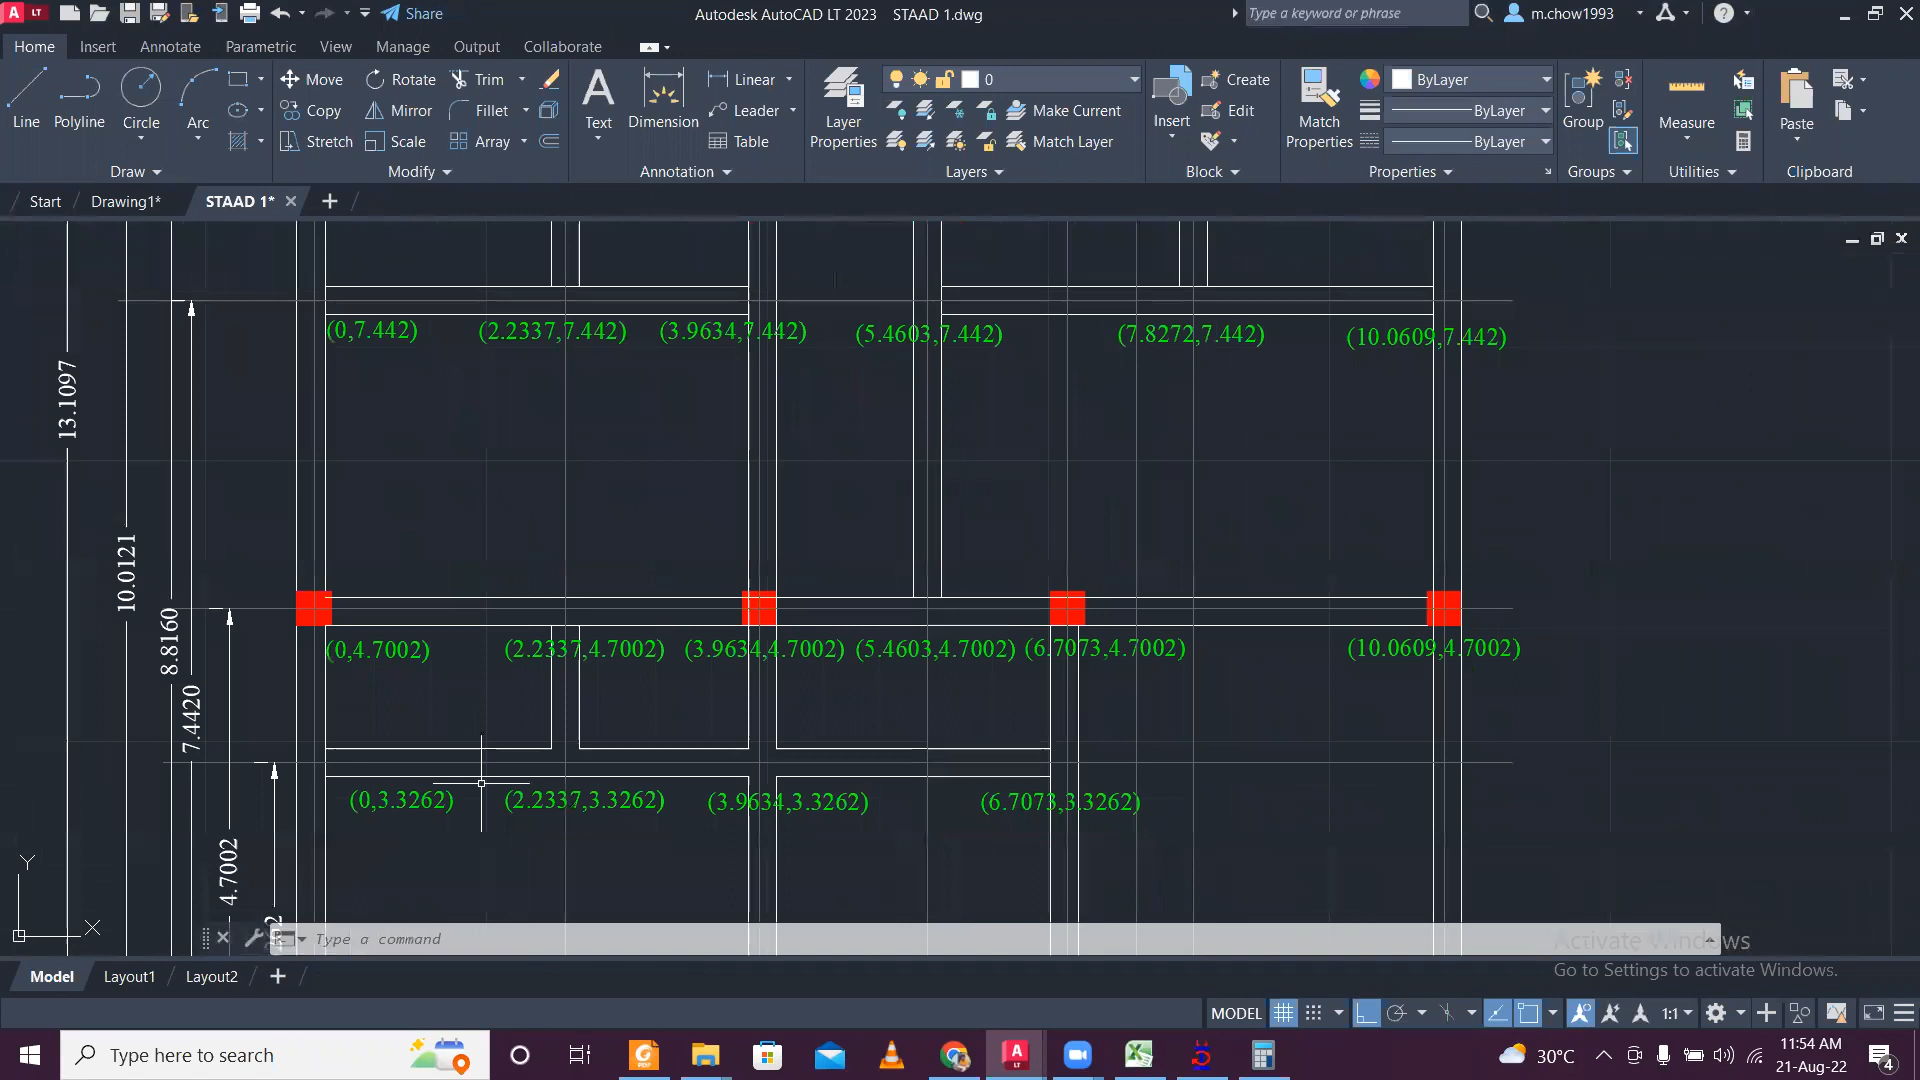 A LT Share Autodesk AutoCAD LT 2023 STAAD 1.dwg Type a keyword or phrase m.chow1993 ?
Home Insert Annotate Parametric View Manage Output Collaborate
Line Polyline Circle Arc
Move Rotate Trim
Copy Mirror Fillet
Stretch Scale Array
A Text Dimension
Linear
Leader
Table
Layer Properties
0
Make Current
Match Layer
Insert
Create
Edit
Match Properties
ByLayer
ByLayer
ByLayer
Group
Measure
Paste
Draw Modify Annotation Layers Block Properties Groups Utilities Clipboard
Start Drawing1* STAAD 1*
(0,7.442) (2.2337,7.442) (3.9634,7.442) (5.4603,7.442) (7.8272,7.442) (10.0609,7.442)
13.1097
10.0121
8.8160
7.4420
(0,4.7002) (2.2337,4.7002) (3.9634,4.7002) (5.4603,4.7002) (6.7073,4.7002) (10.0609,4.7002)
(0,3.3262) (2.2337,3.3262) (3.9634,3.3262) (6.7073,3.3262)
4.7002
2
Y
X
Type a command
Activate Windows
Go to Settings to activate Windows.
Model Layout1 Layout2
MODEL 1:1
Type here to search
A LT
30°C
11:54 AM
21-Aug-22
4